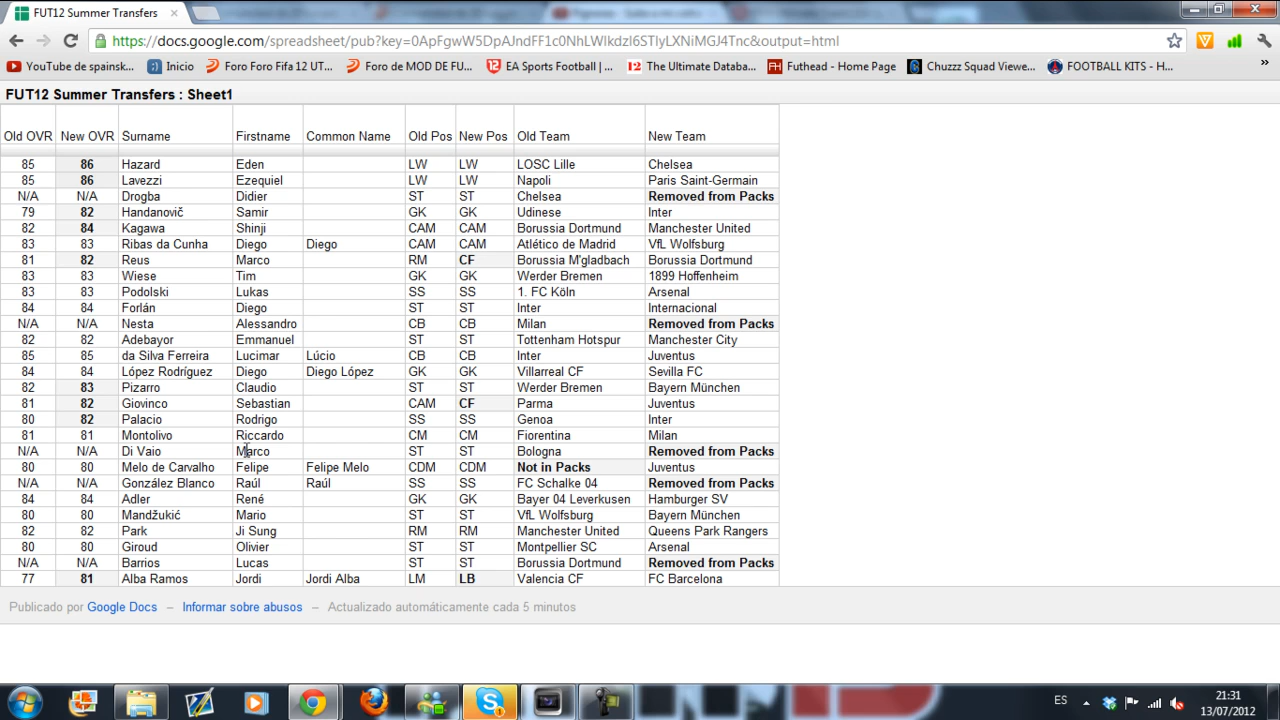 FUT12 Summer Transfers
https://docs.google.com/spreadsheet/pub?key=0ApFgwW5DpAJndFF1c0NhLWlkdzl6STlyLXNiMGJ4Tnc&output=html
YouTube de spainsk... Inicio Foro Foro Fifa 12 UT... Foro de MOD DE FU... EA Sports Football |... The Ultimate Databa... Futhead - Home Page Chuzzz Squad Viewe... FOOTBALL KITS - H... »
FUT12 Summer Transfers : Sheet1
Old OVR New OVR Surname Firstname Common Name Old Pos New Pos Old Team New Team
85 86 Hazard Eden LW LW LOSC Lille Chelsea
85 86 Lavezzi Ezequiel LW LW Napoli Paris Saint-Germain
N/A N/A Drogba Didier ST ST Chelsea Removed from Packs
79 82 Handanovič Samir GK GK Udinese Inter
82 84 Kagawa Shinji CAM CAM Borussia Dortmund Manchester United
83 83 Ribas da Cunha Diego Diego CAM CAM Atlético de Madrid VfL Wolfsburg
81 82 Reus Marco RM CF Borussia M'gladbach Borussia Dortmund
83 83 Wiese Tim GK GK Werder Bremen 1899 Hoffenheim
83 83 Podolski Lukas SS SS 1. FC Köln Arsenal
84 84 Forlán Diego ST ST Inter Internacional
N/A N/A Nesta Alessandro CB CB Milan Removed from Packs
82 82 Adebayor Emmanuel ST ST Tottenham Hotspur Manchester City
85 85 da Silva Ferreira Lucimar Lúcio CB CB Inter Juventus
84 84 López Rodríguez Diego Diego López GK GK Villarreal CF Sevilla FC
82 83 Pizarro Claudio ST ST Werder Bremen Bayern München
81 82 Giovinco Sebastian CAM CF Parma Juventus
80 82 Palacio Rodrigo SS SS Genoa Inter
81 81 Montolivo Riccardo CM CM Fiorentina Milan
N/A N/A Di Vaio Marco ST ST Bologna Removed from Packs
80 80 Melo de Carvalho Felipe Felipe Melo CDM CDM Not in Packs Juventus
N/A N/A González Blanco Raúl Raúl SS SS FC Schalke 04 Removed from Packs
84 84 Adler René GK GK Bayer 04 Leverkusen Hamburger SV
80 80 Mandžukić Mario ST ST VfL Wolfsburg Bayern München
82 82 Park Ji Sung RM RM Manchester United Queens Park Rangers
80 80 Giroud Olivier ST ST Montpellier SC Arsenal
N/A N/A Barrios Lucas ST ST Borussia Dortmund Removed from Packs
77 81 Alba Ramos Jordi Jordi Alba LM LB Valencia CF FC Barcelona
Publicado por Google Docs – Informar sobre abusos – Actualizado automáticamente cada 5 minutos
ES
21:31
13/07/2012